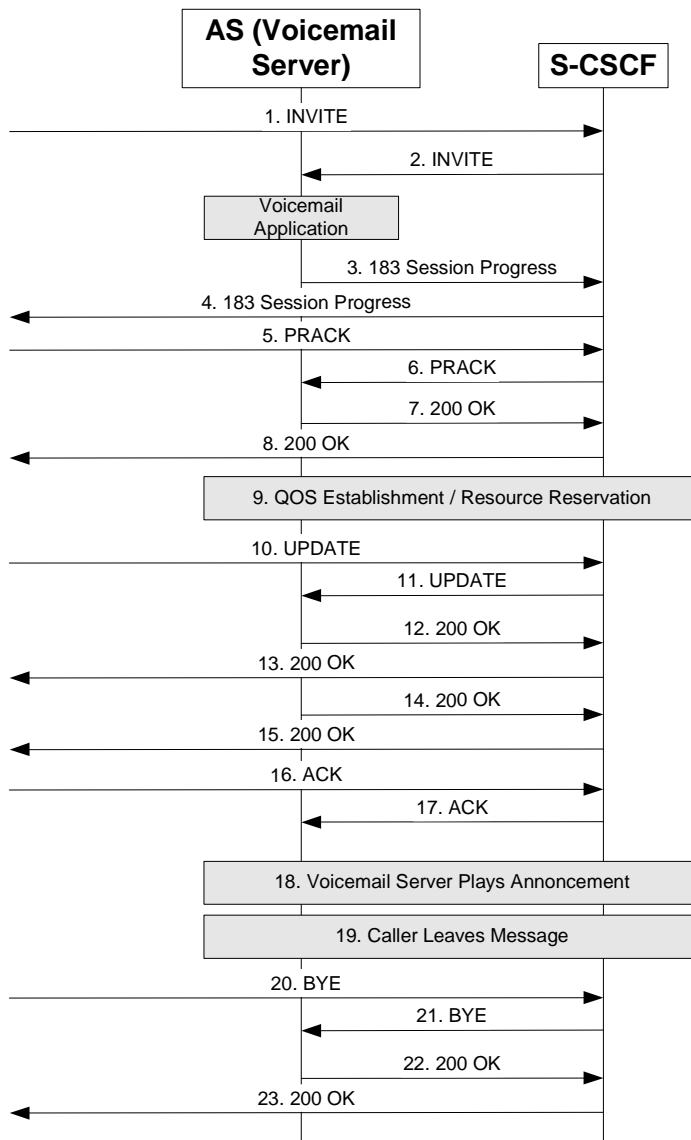 AS (Voicemail
Server)
S-CSCF
1. INVITE
2. INVITE
Voicemail
Application
3. 183 Session Progress
4. 183 Session Progress
5. PRACK
6. PRACK
7. 200 OK
8. 200 OK
9. QOS Establishment / Resource Reservation
10. UPDATE
11. UPDATE
12. 200 OK
13. 200 OK
14. 200 OK
15. 200 OK
16. ACK
17. ACK
18. Voicemail Server Plays Annoncement
19. Caller Leaves Message
20. BYE
21. BYE
22. 200 OK
23. 200 OK